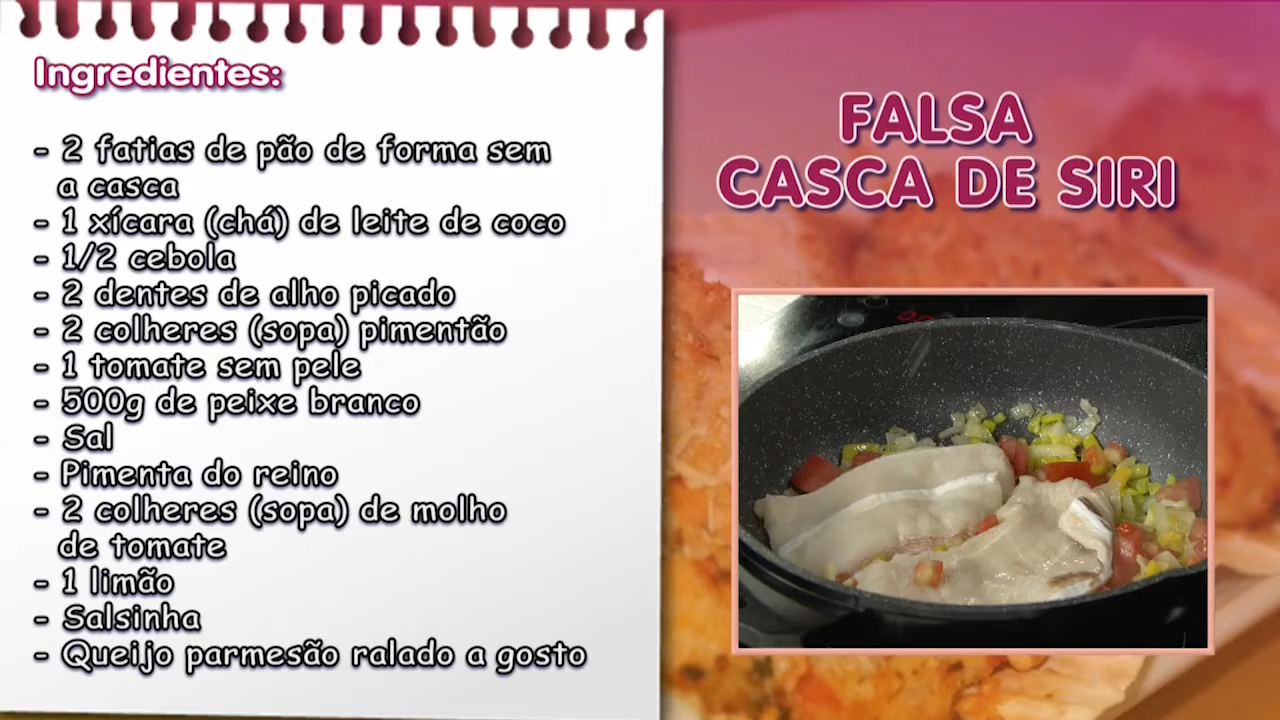 Ingredientes:
- 2 fatias de pão de forma sem
a casca
- 1 xícara (chá) de leite de coco
- 1/2 cebola
- 2 dentes de alho picado
- 2 colheres (sopa) pimentão
- 1 tomate sem pele
- 500g de peixe branco
- Sal
- Pimenta do reino
- 2 colheres (sopa) de molho
de tomate
- 1 limão
- Salsinha
- Queijo parmesão ralado a gosto
FALSA
CASCA DE SIRI